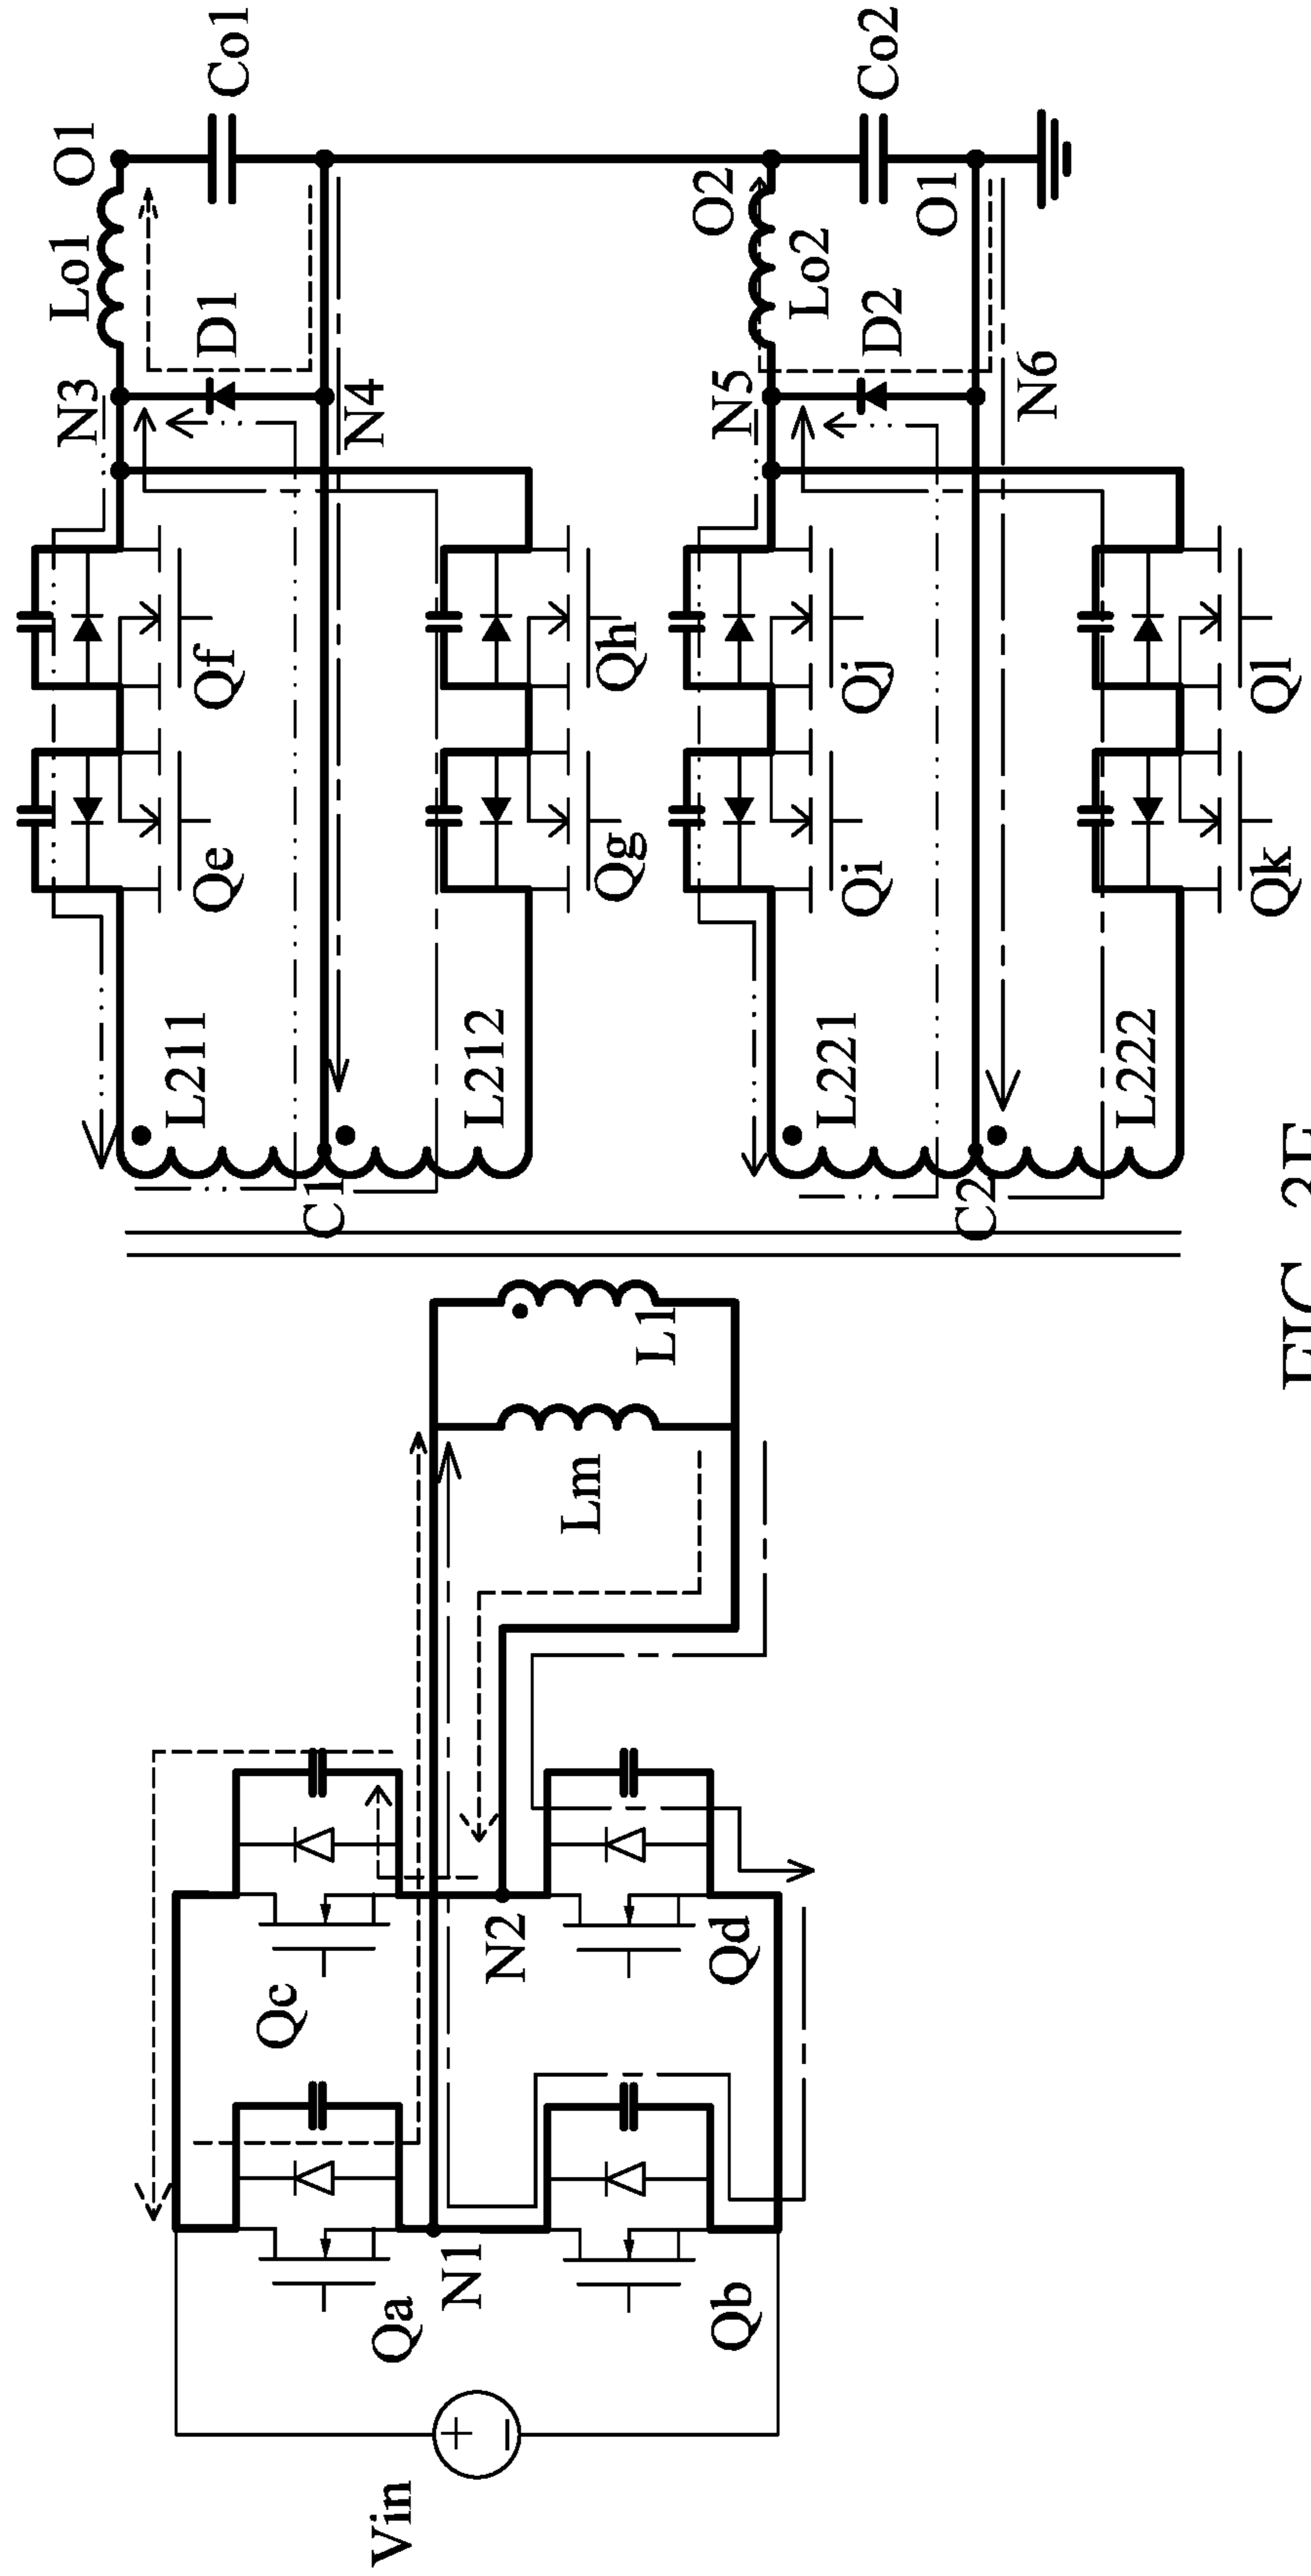 Vin
Qa
Qb
N1
Qc
Qd
N2
Lm
L1
C1
C2
L211
L212
L221
L222
Qe
Qf
Qg
Qh
Qi
Qj
Qk
Ql
N3
N4
N5
N6
D1
D2
Lo1
Lo2
O1
O2
O1
Co1
Co2